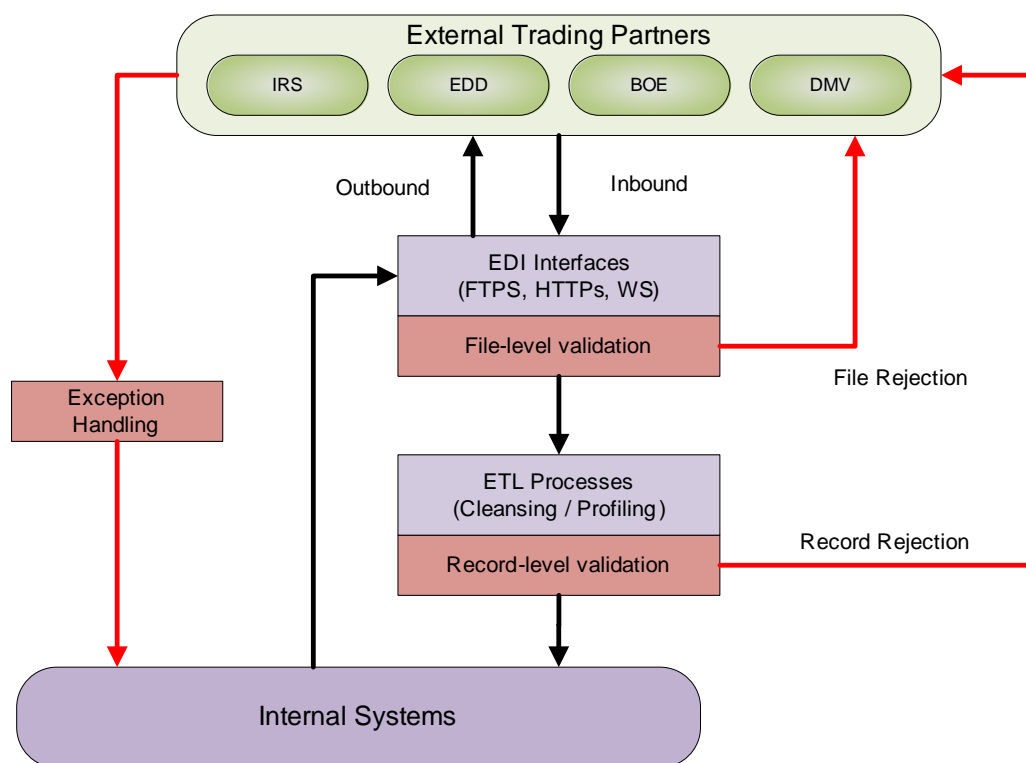 External Trading Partners
IRS
EDD
BOE
DMV
Outbound
Inbound
EDI Interfaces
(FTPS, HTTPs, WS)
File-level validation
File Rejection
Exception
Handling
ETL Processes
(Cleansing / Profiling)
Record Rejection
Record-level validation
Internal Systems